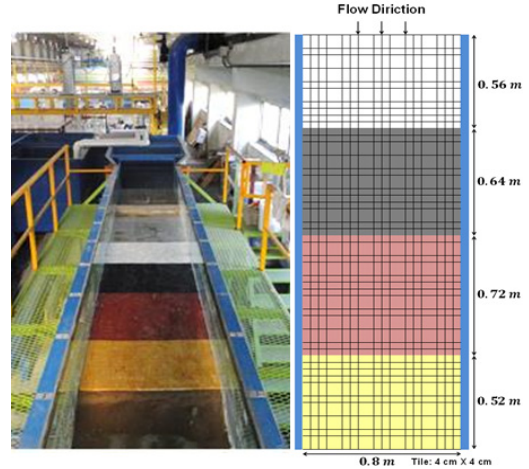 Flow Diriction
0.56 m
0.64 m
0.72 m
0.52 m
0.8 m
Tile: 4 cm X 4 cm